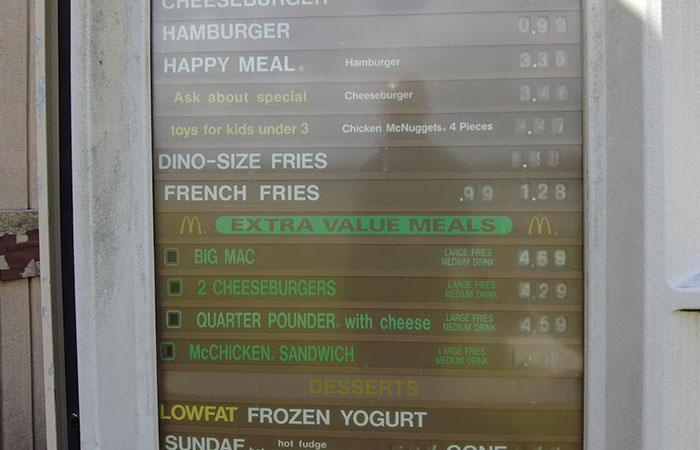 CHEESEBURGER
HAMBURGER 0.99
HAPPY MEAL® Hamburger 3.36
Ask about special Cheeseburger 3.46
toys for kids under 3 Chicken McNuggets® 4 Pieces
DINO-SIZE FRIES
FRENCH FRIES .99 1.28
EXTRA VALUE MEALS®
BIG MAC® LARGE FRIES MEDIUM DRINK 4.59
2 CHEESEBURGERS LARGE FRIES MEDIUM DRINK 4.29
QUARTER POUNDER® with cheese LARGE FRIES MEDIUM DRINK 4.59
McCHICKEN® SANDWICH LARGE FRIES MEDIUM DRINK
DESSERTS
LOWFAT FROZEN YOGURT
SUNDAE hot fudge CONE